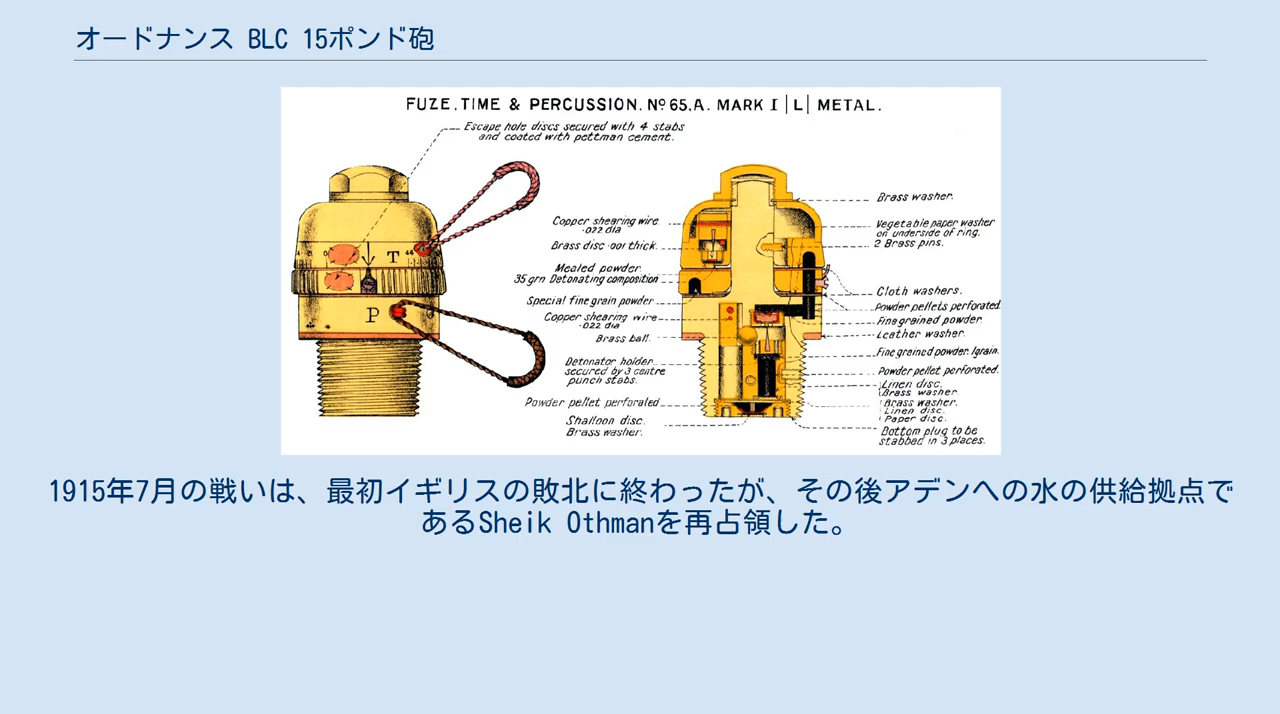 オードナンス BLC 15ポンド砲
FUZE, TIME & PERCUSSION, Nº 65, A. MARK I |L| METAL.
Escape hole discs secured with 4 stabs
and coated with pettman cement.
T
44
P
Copper shearing wire
·022 dia
Brass disc ·001 thick.
Mealed powder.
35 grn Detonating composition
Special fine grain powder
Copper shearing wire
·022 dia
Brass ball.
Detonator holder
secured by 3 centre
punch stabs.
Powder pellet perforated
Shalloon disc.
Brass washer.
Brass washer.
Vegetable paper washer
on underside of ring.
2 Brass pins.
Cloth washers.
Powder pellets perforated.
Fine grained powder.
Leather washer.
Fine grained powder 1grain.
Powder pellet perforated.
Linen disc.
Brass washer.
Brass washer.
Linen disc.
Paper disc.
Bottom plug to be
stabbed in 3 places.
1915年7月の戦いは、最初イギリスの敗北に終わったが、その後アデンへの水の供給拠点で
あるSheik Othmanを再占領した。